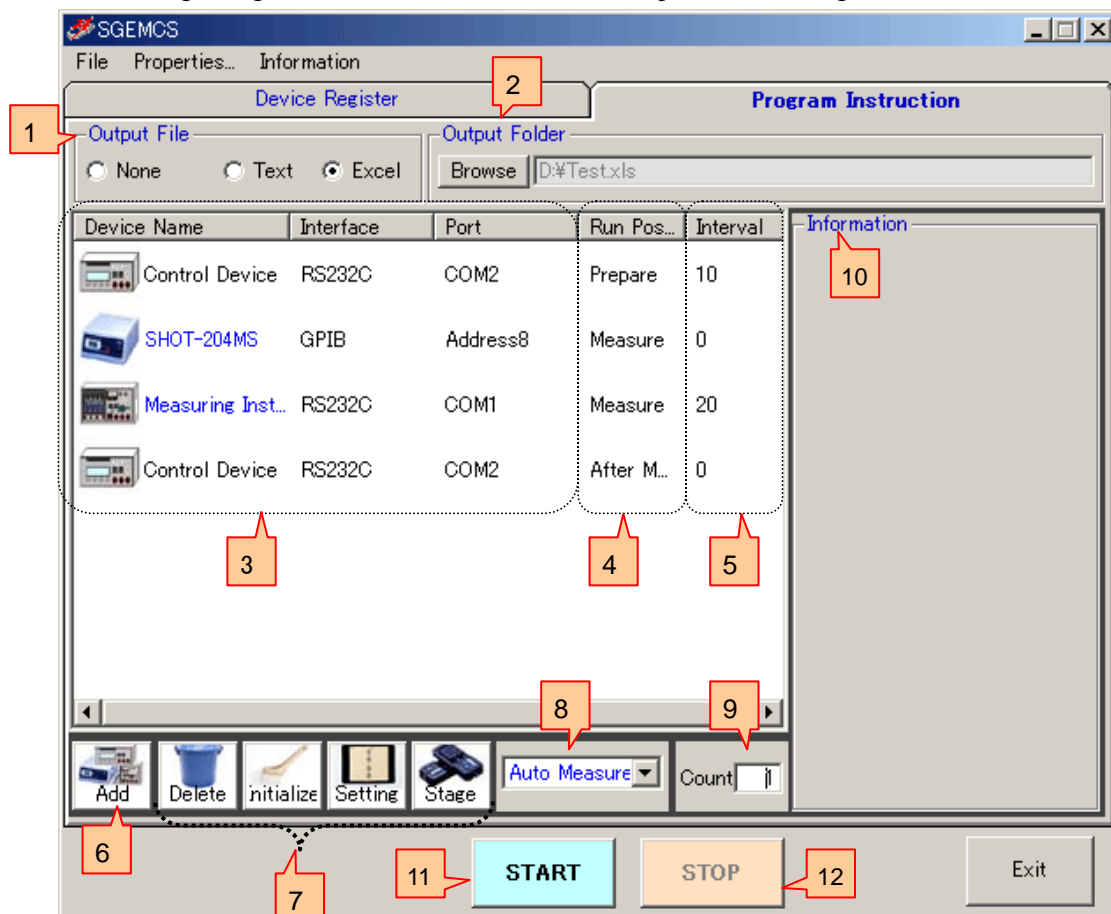 SGEMCS
File Properties... Information
2
Device Register Program Instruction
1
Output File Output Folder
None Text Excel Browse D:¥Test.xls
Device Name Interface Port Run Pos... Interval Information
10
Control Device RS232C COM2 Prepare 10
SHOT-204MS GPIB Address8 Measure 0
Measuring Inst... RS232C COM1 Measure 20
Control Device RS232C COM2 After M... 0
3 4 5
8 9
Auto Measure Count 1
Add Delete nitialize Setting Stage
6
7
11 START STOP 12 Exit